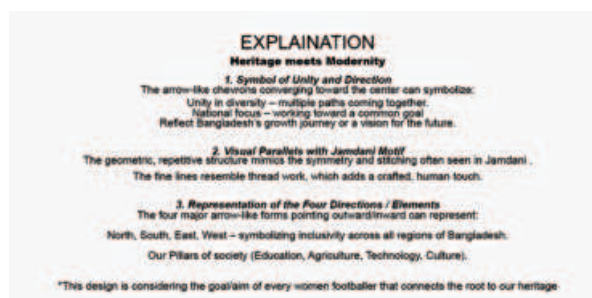 EXPLAINATION
Heritage meets Modernity
1. Symbol of Unity and Direction
The arrow-like chevrons converging toward the center can symbolize:
Unity in diversity – multiple paths coming together.
National focus – working toward a common goal
Reflect Bangladesh's growth journey or a vision for the future.
2. Visual Parallels with Jamdani Motif
The geometric, repetitive structure mimics the symmetry and stitching often seen in Jamdani .
The fine lines resemble thread work, which adds a crafted, human touch.
3. Representation of the Four Directions / Elements
The four major arrow-like forms pointing outward/inward can represent:
North, South, East, West – symbolizing inclusivity across all regions of Bangladesh.
Our Pillars of society (Education, Agriculture, Technology, Culture).
*This design is considering the goal/aim of every women footballer that connects the root to our heritage